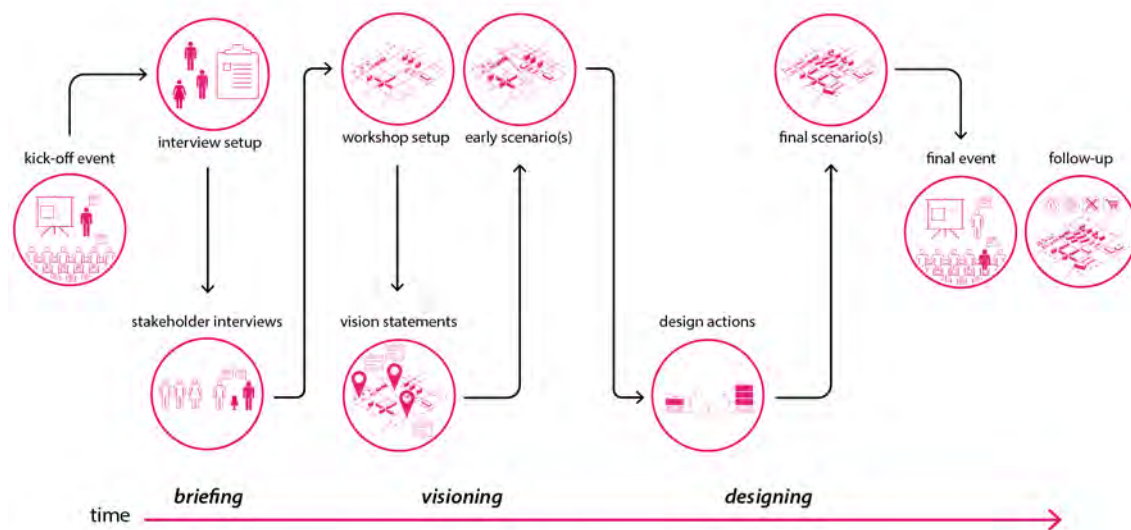 interview setup
workshop setup
early scenario(s)
final scenario(s)
kick-off event
final event
follow-up
stakeholder interviews
vision statements
design actions
briefing
visioning
designing
time